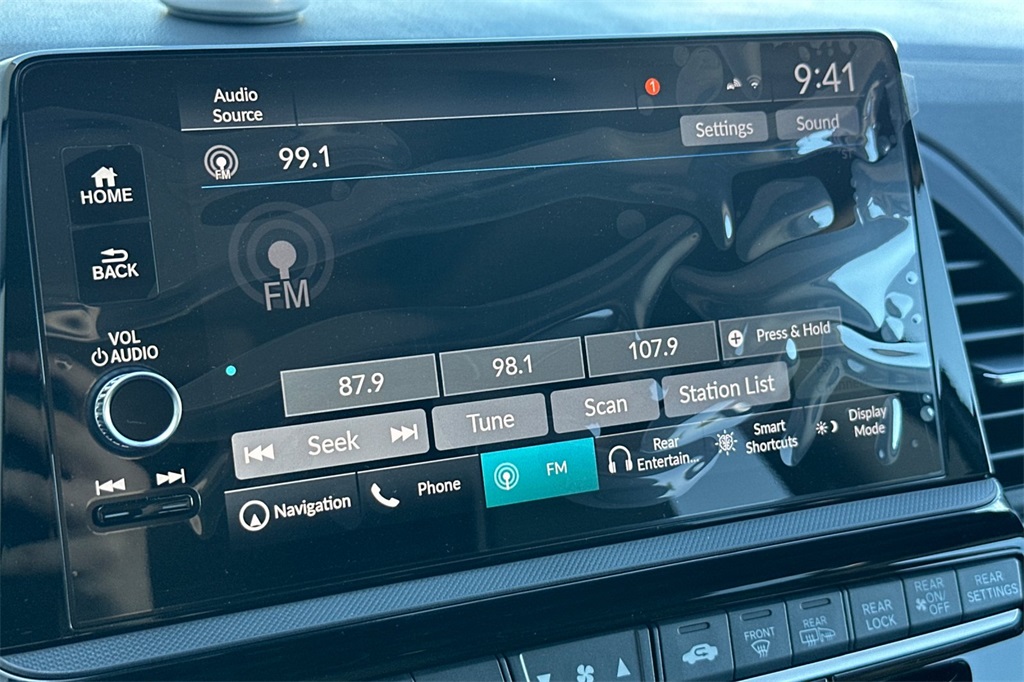 Audio
Source
1
9:41
Settings
Sound
HOME
FM
99.1
BACK
FM
VOL
AUDIO
87.9
98.1
107.9
Press & Hold
Seek
Tune
Scan
Station List
Navigation
Phone
FM
Rear
Entertain...
Smart
Shortcuts
Display
Mode
FRONT
REAR
REAR
LOCK
REAR
ON/
OFF
REAR
SETTINGS